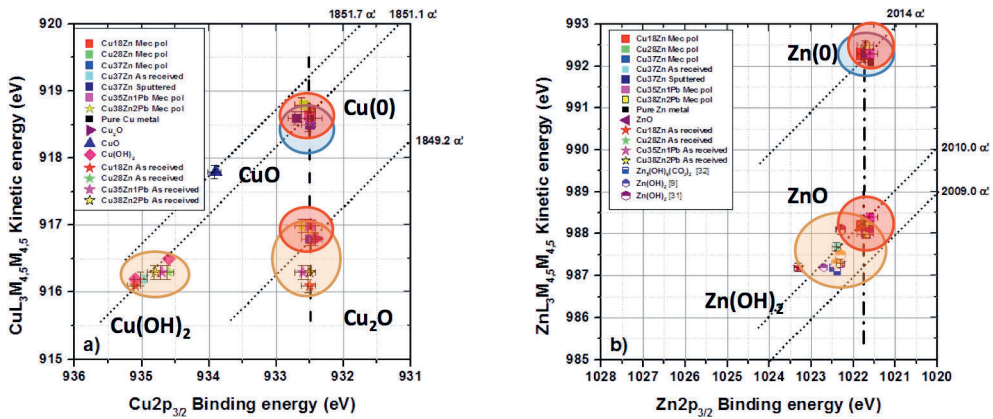 1851.7 α'
1851.1 α'
CuL₃M₄,₅M₄,₅ Kinetic energy (eV)
920
919
918
917
916
915
Cu18Zn Mec pol
Cu28Zn Mec pol
Cu37Zn Mec pol
Cu37Zn As received
Cu37Zn Sputtered
Cu35Zn1Pb Mec pol
Cu38Zn2Pb Mec pol
Pure Cu metal
Cu₂O
CuO
Cu(OH)₂
Cu18Zn As received
Cu28Zn As received
Cu35Zn1Pb As received
Cu38Zn2Pb As received
Cu(0)
1849.2 α'
CuO
Cu(OH)₂
Cu₂O
a)
936
935
934
933
932
931
Cu2p₃/₂ Binding energy (eV)
2014 α'
ZnL₃M₄,₅M₄,₅ Kinetic energy (eV)
993
992
991
990
989
988
987
986
985
Cu18Zn Mec pol
Cu28Zn Mec pol
Cu37Zn Mec pol
Cu37Zn As received
Cu37Zn Sputtered
Cu35Zn1Pb Mec pol
Cu38Zn2Pb Mec pol
Pure Zn metal
ZnO
Cu18Zn As received
Cu28Zn As received
Cu35Zn1Pb As received
Cu38Zn2Pb As received
Zn(OH)₂ [9]
Zn(OH)₂ [31]
Zn(0)
2010.0 α'
2009.0 α'
ZnO
Zn(OH)₂
b)
1028
1027
1026
1025
1024
1023
1022
1021
1020
Zn2p₃/₂ Binding energy (eV)